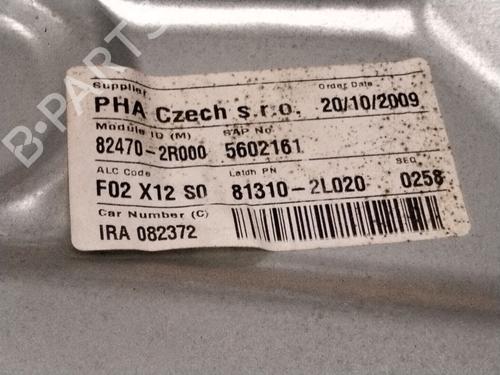 Supplier Order Date
PHA Czech s.r.o. 20/10/2009
Module ID (M) SAP No
82470-2R000 5602161
ALC Code Latch PN SEQ
F02 X12 S0 81310-2L020 0258
Car Number (C)
IRA 082372
B-PARTS